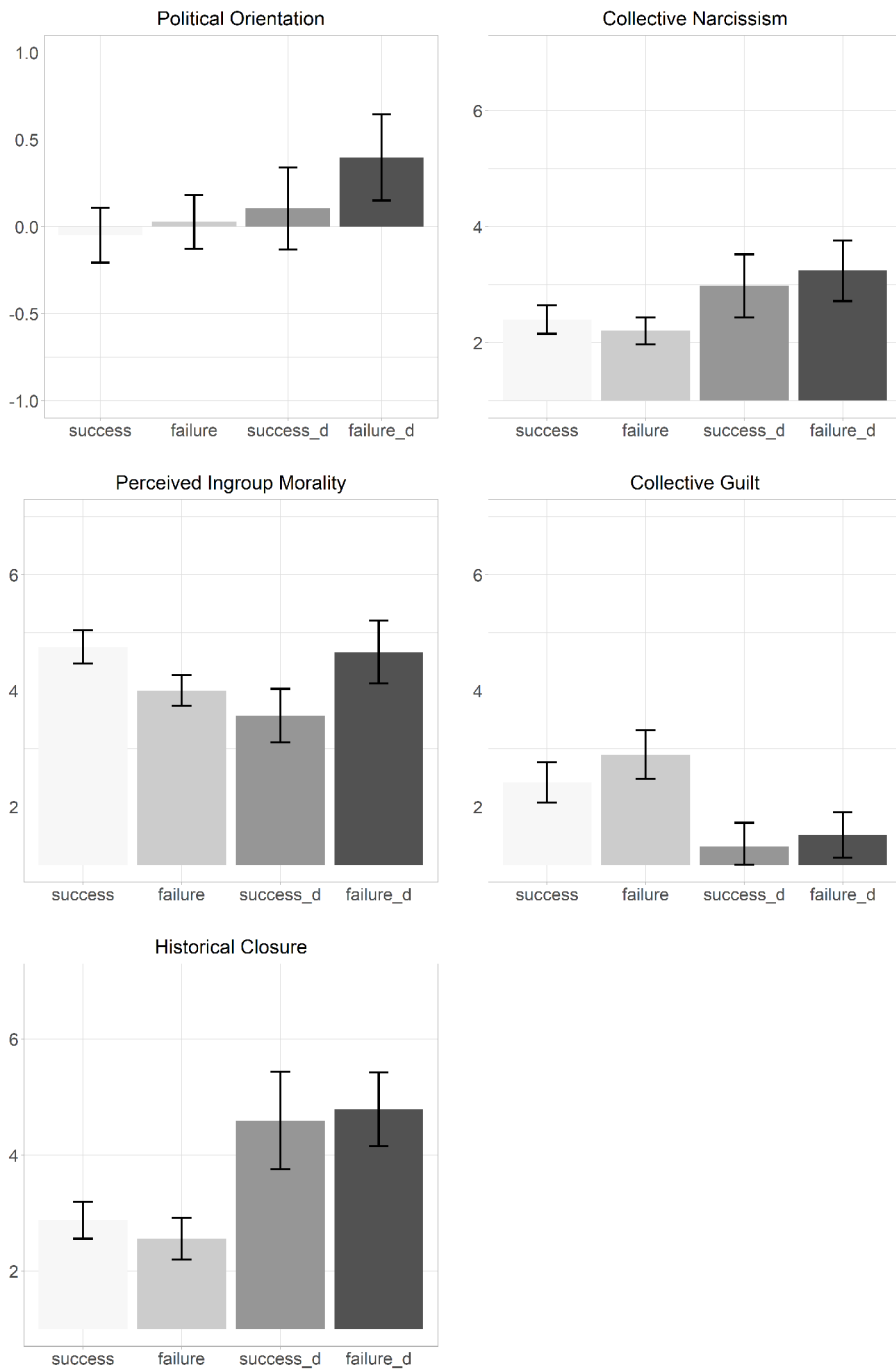 Political Orientation
1.0
0.5
0.0
-0.5
-1.0
success failure success_d failure_d
Collective Narcissism
6
4
2
success failure success_d failure_d
Perceived Ingroup Morality
6
4
2
success failure success_d failure_d
Collective Guilt
6
4
2
success failure success_d failure_d
Historical Closure
6
4
2
success failure success_d failure_d